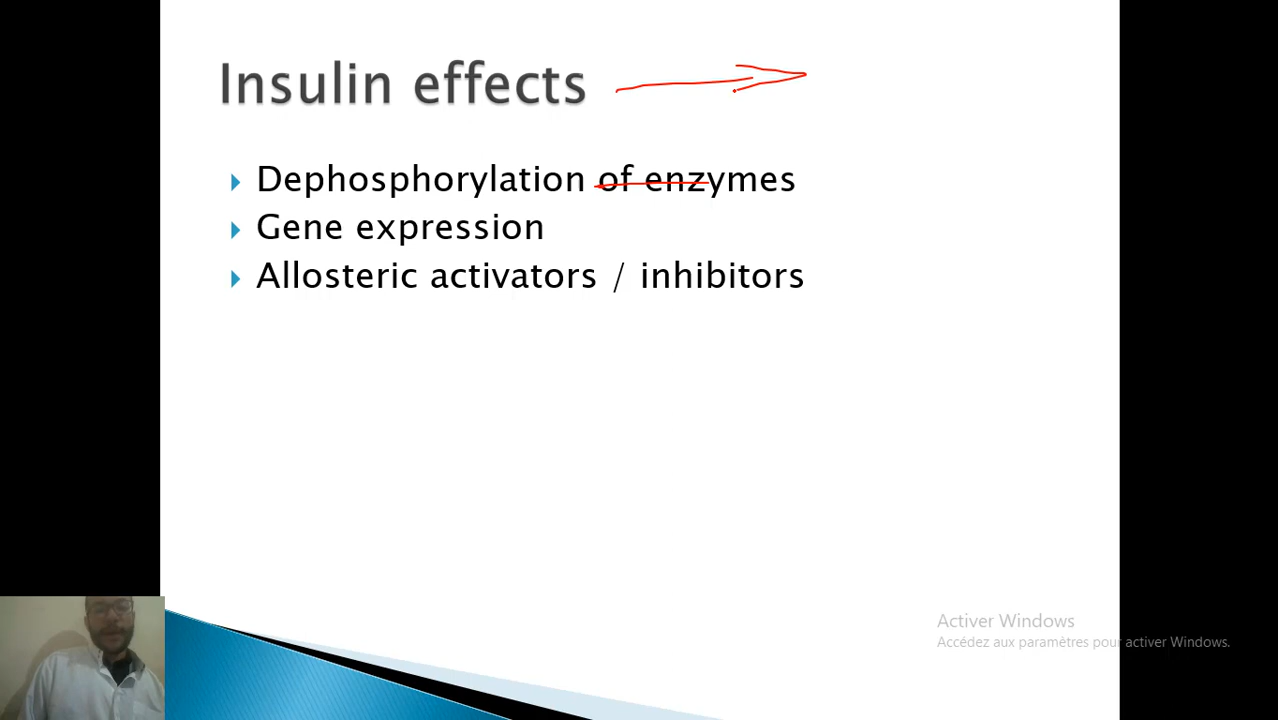 Insulin effects
Dephosphorylation of enzymes
Gene expression
Allosteric activators / inhibitors
Activer Windows
Accédez aux paramètres pour activer Windows.